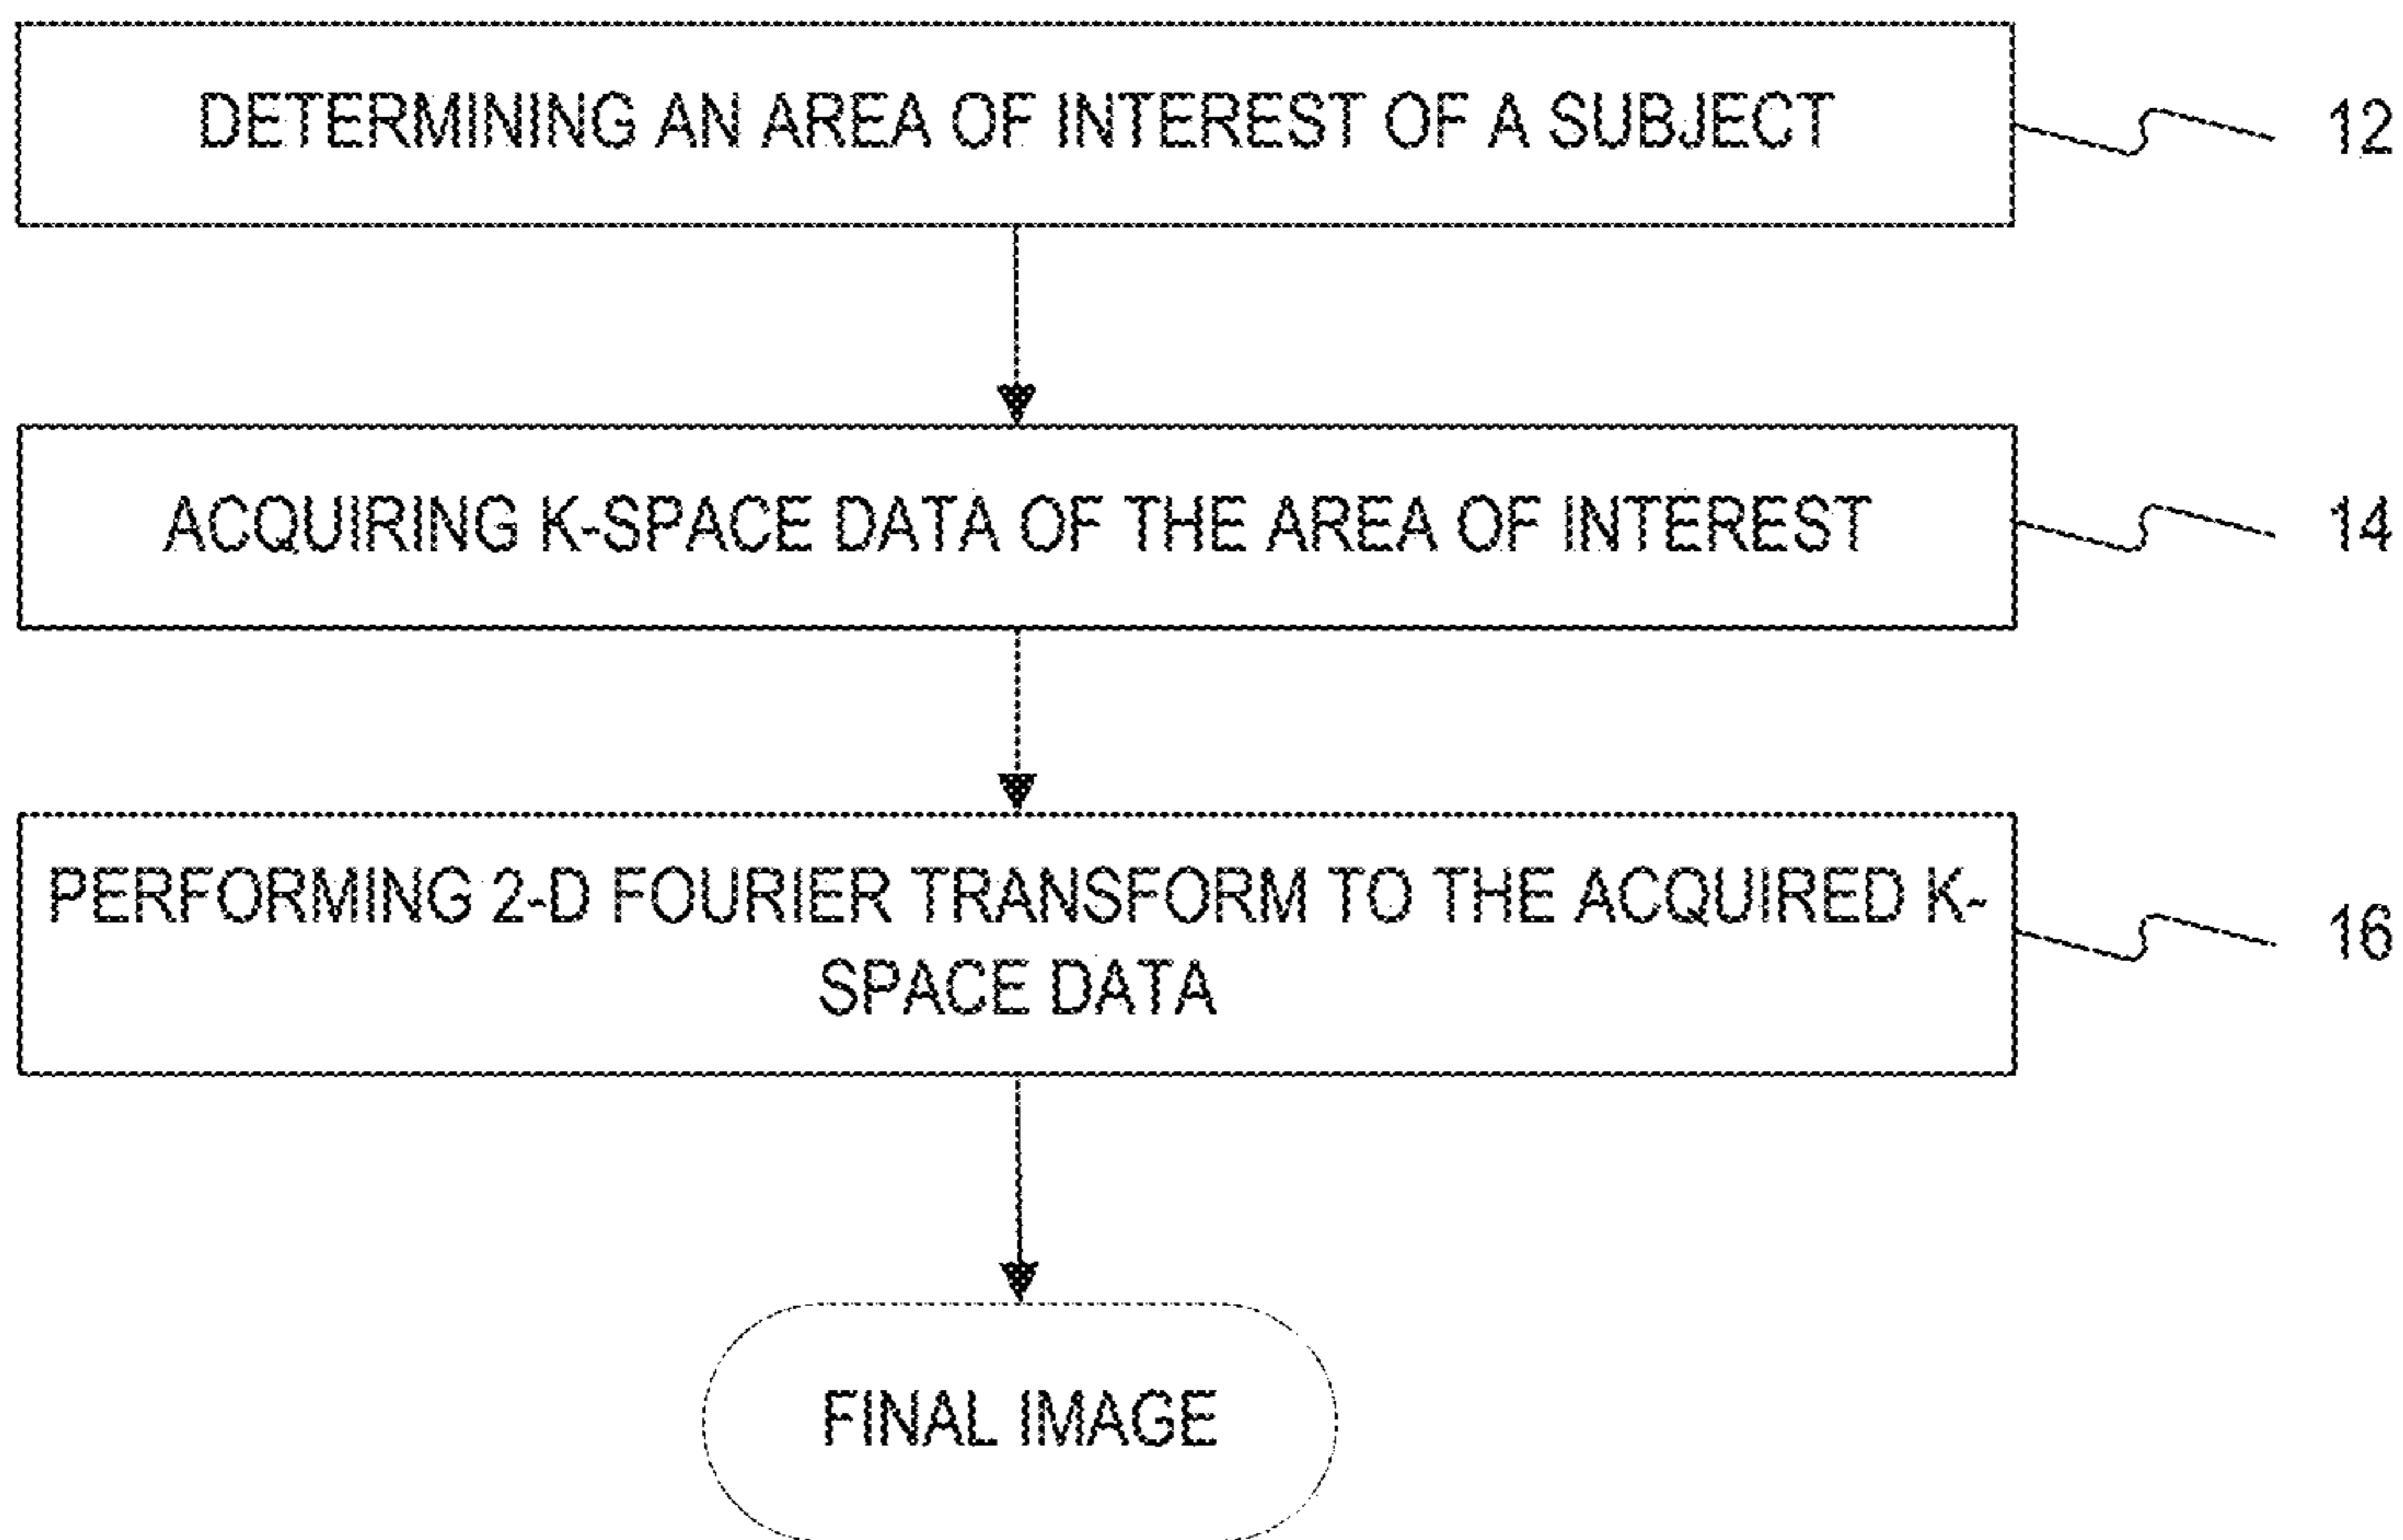 DETERMINING AN AREA OF INTEREST OF A SUBJECT
12
ACQUIRING K-SPACE DATA OF THE AREA OF INTEREST
14
PERFORMING 2-D FOURIER TRANSFORM TO THE ACQUIRED K-
SPACE DATA
16
FINAL IMAGE